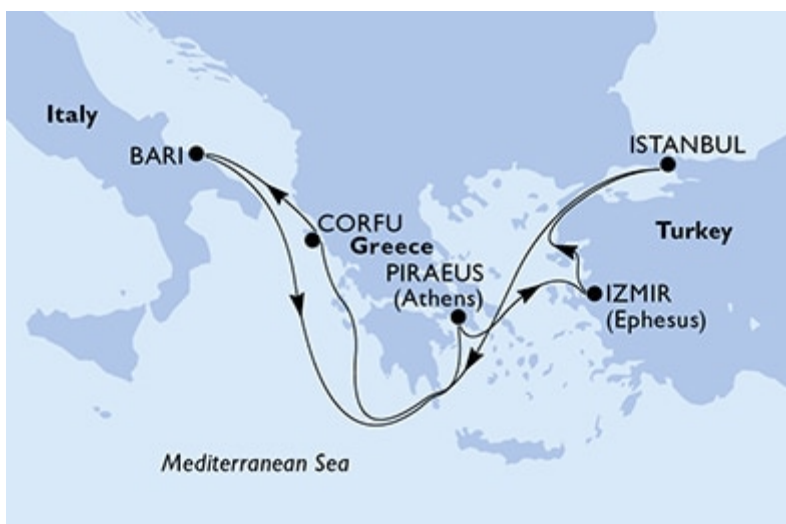 Italy
BARI
ISTANBUL
CORFU
Greece
Turkey
PIRAEUS
(Athens)
IZMIR
(Ephesus)
Mediterranean Sea